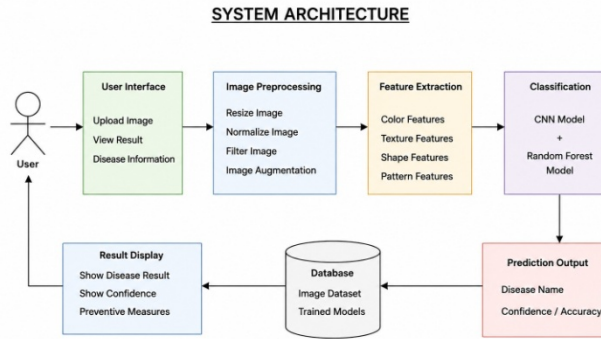 SYSTEM ARCHITECTURE
User
User Interface
Upload Image
View Result
Disease Information
Image Preprocessing
Resize Image
Normalize Image
Filter Image
Image Augmentation
Feature Extraction
Color Features
Texture Features
Shape Features
Pattern Features
Classification
CNN Model
+
Random Forest
Model
Result Display
Show Disease Result
Show Confidence
Preventive Measures
Database
Image Dataset
Trained Models
Prediction Output
Disease Name
Confidence / Accuracy